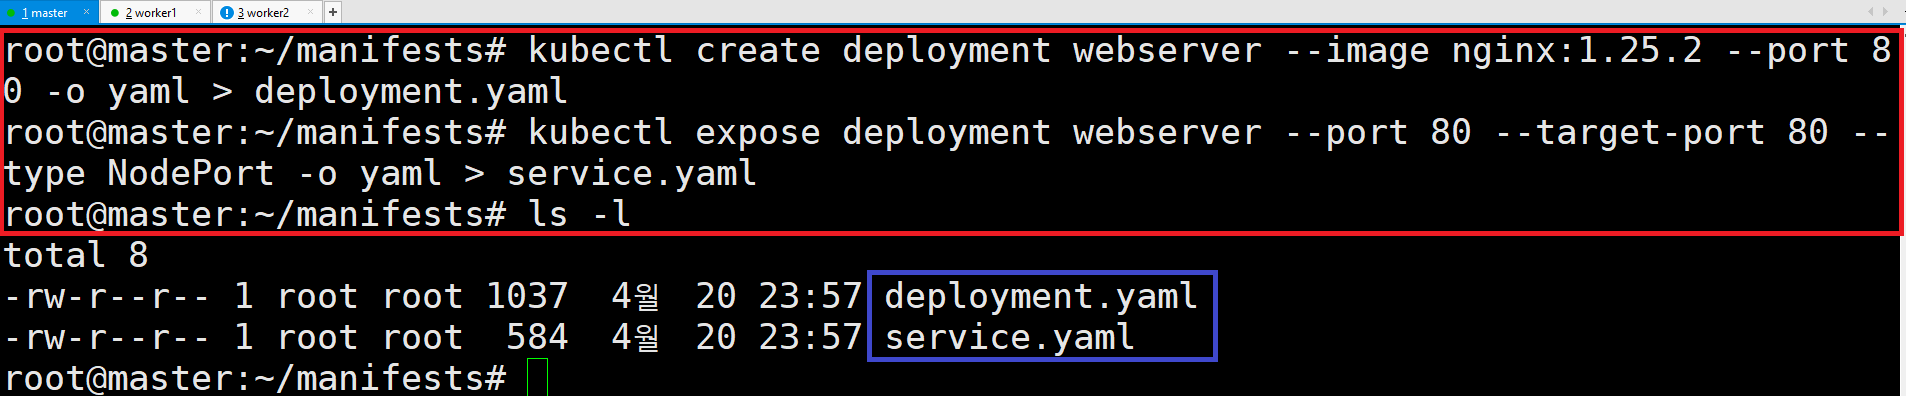 1 master × 2 worker1 × ! 3 worker2 × +
root@master:~/manifests# kubectl create deployment webserver --image nginx:1.25.2 --port 8
0 -o yaml > deployment.yaml
root@master:~/manifests# kubectl expose deployment webserver --port 80 --target-port 80 --
type NodePort -o yaml > service.yaml
root@master:~/manifests# ls -l
total 8
-rw-r--r-- 1 root root 1037  4월  20 23:57 deployment.yaml
-rw-r--r-- 1 root root  584  4월  20 23:57 service.yaml
root@master:~/manifests#